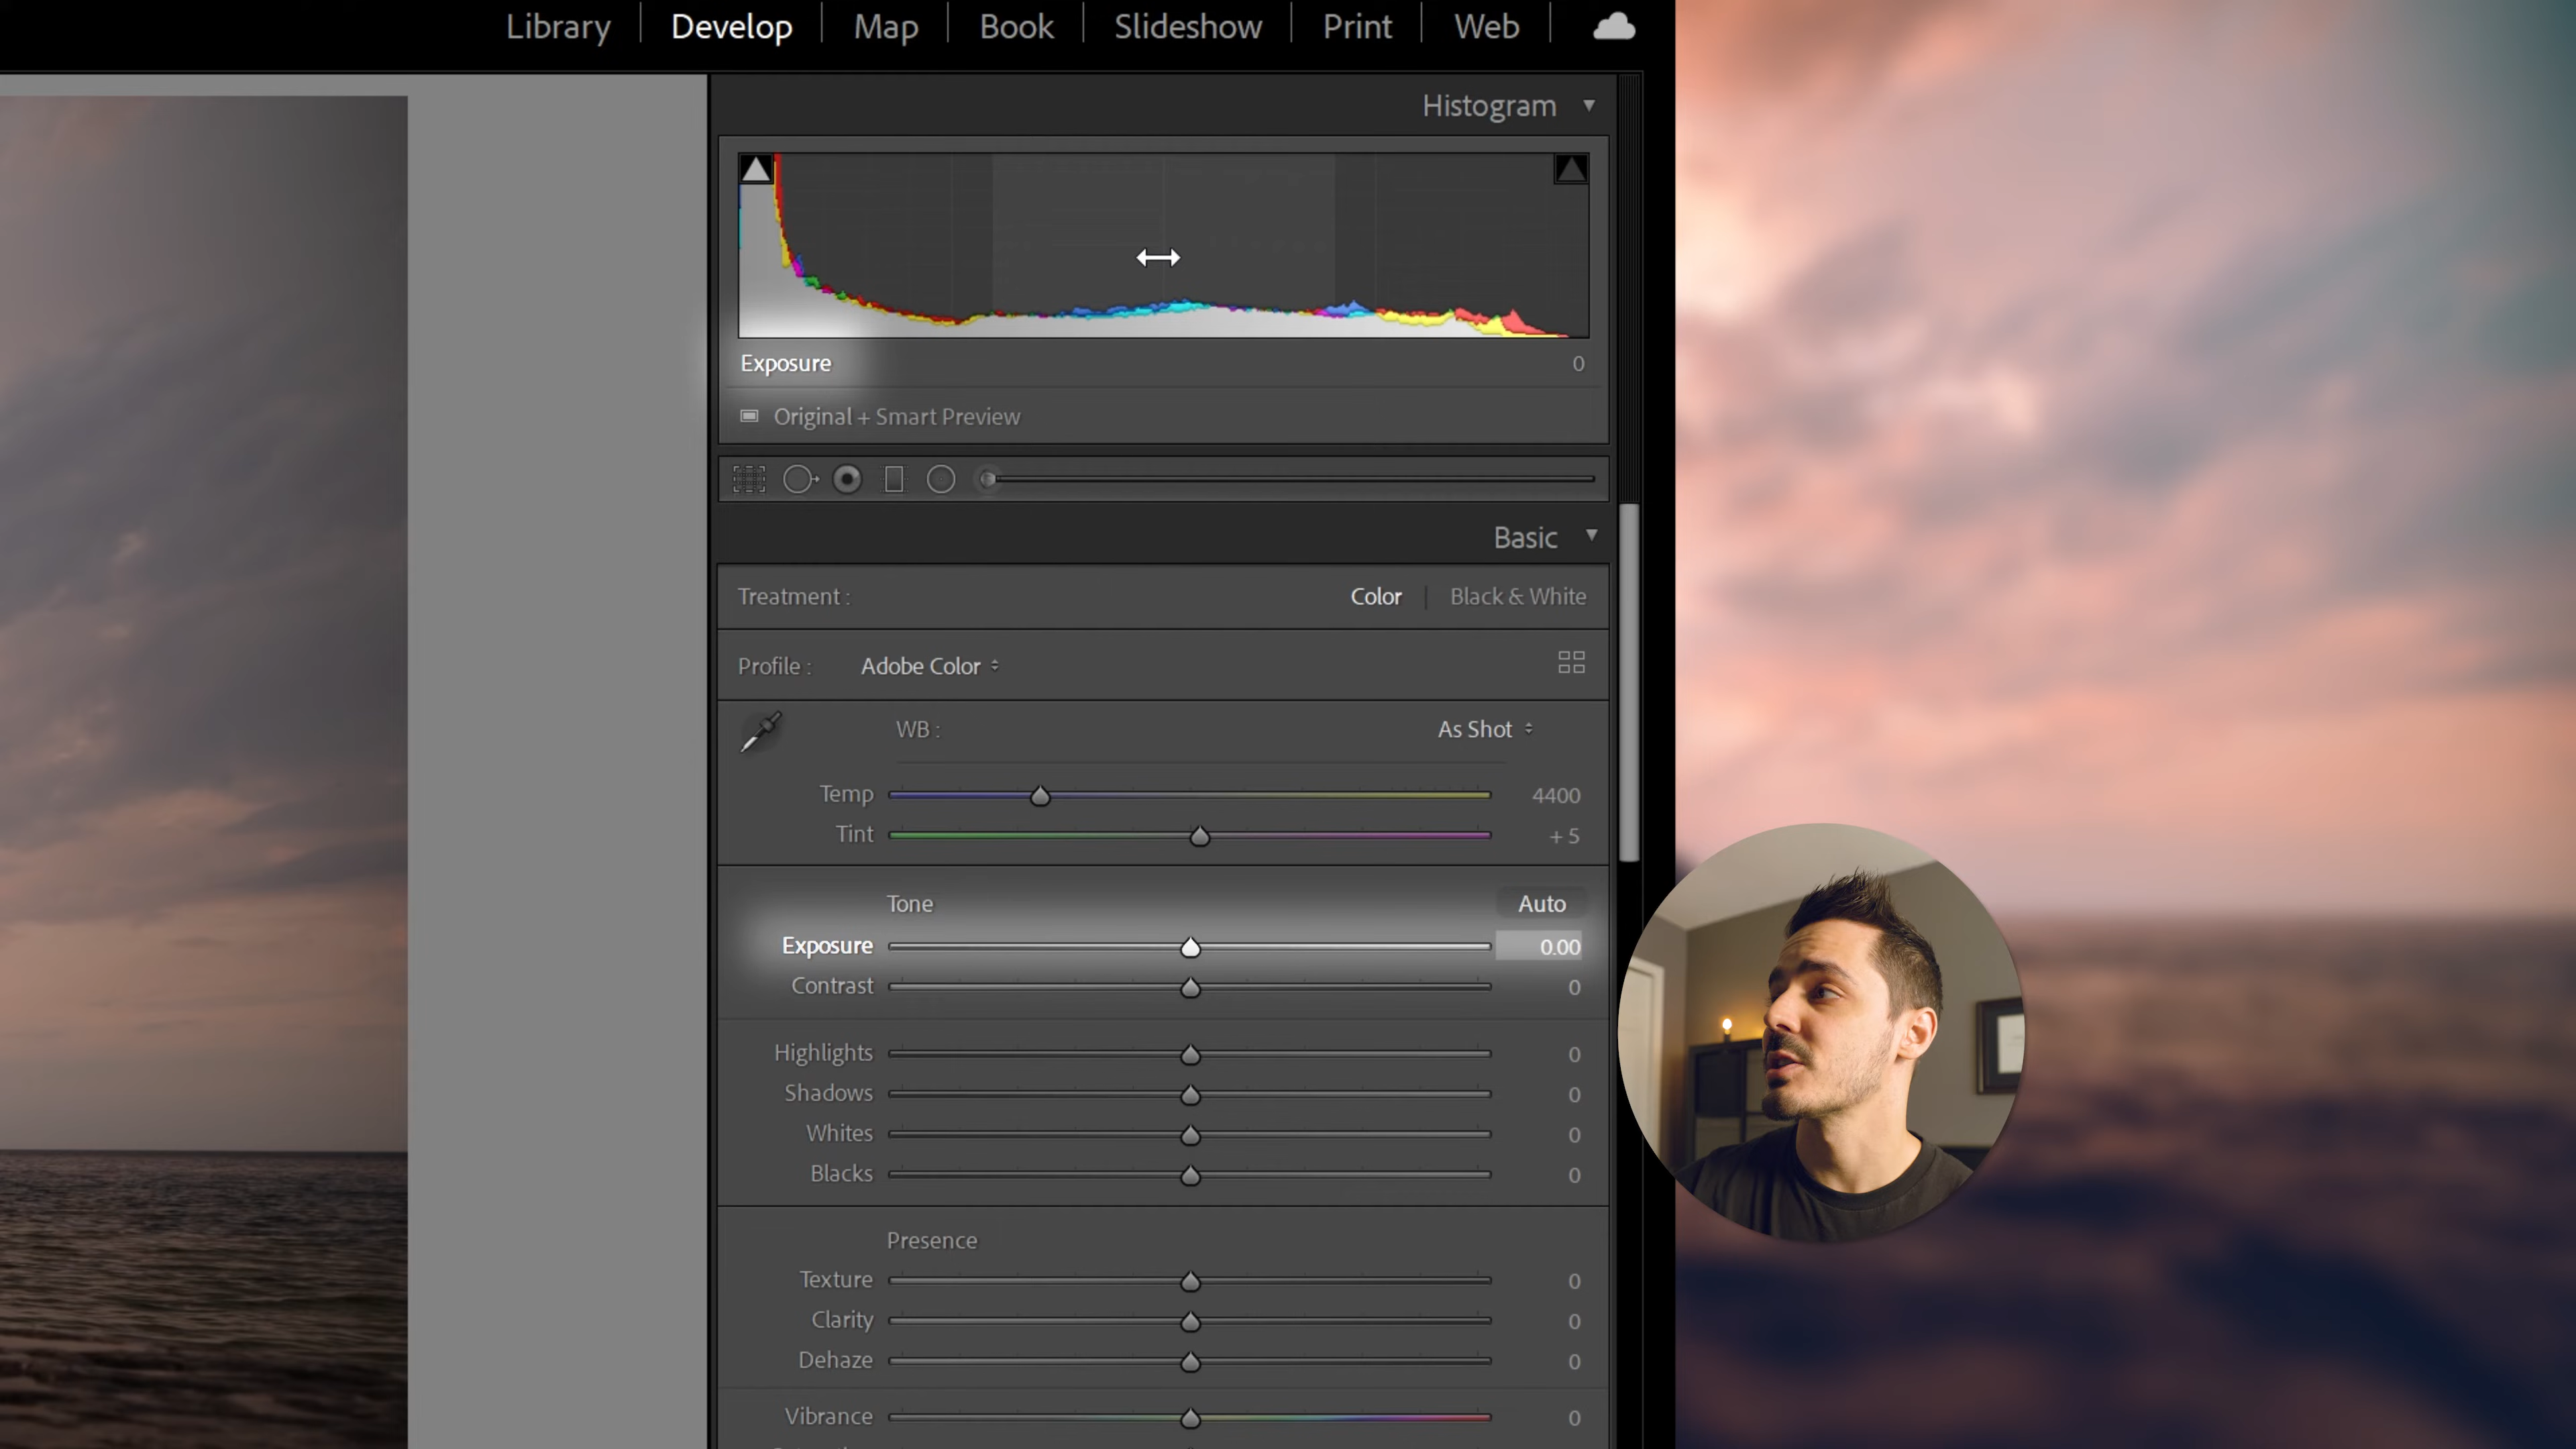 Library Develop Map Book Slideshow Print Web
Histogram
Exposure 0
Original + Smart Preview
Basic
Treatment : Color Black & White
Profile : Adobe Color
WB : As Shot
Temp 4400
Tint + 5
Tone Auto
Exposure 0.00
Contrast 0
Highlights 0
Shadows 0
Whites 0
Blacks 0
Presence
Texture 0
Clarity 0
Dehaze 0
Vibrance 0